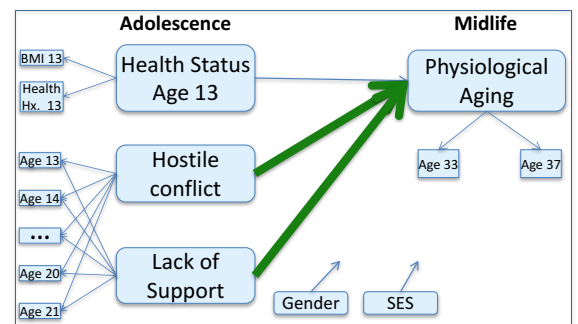 Adolescence
Midlife
BMI 13
Health
Hx. 13
Health Status
Age 13
Physiological
Aging
Age 33
Age 37
Age 13
Age 14
...
Age 20
Age 21
Hostile
conflict
Lack of
Support
Gender
SES